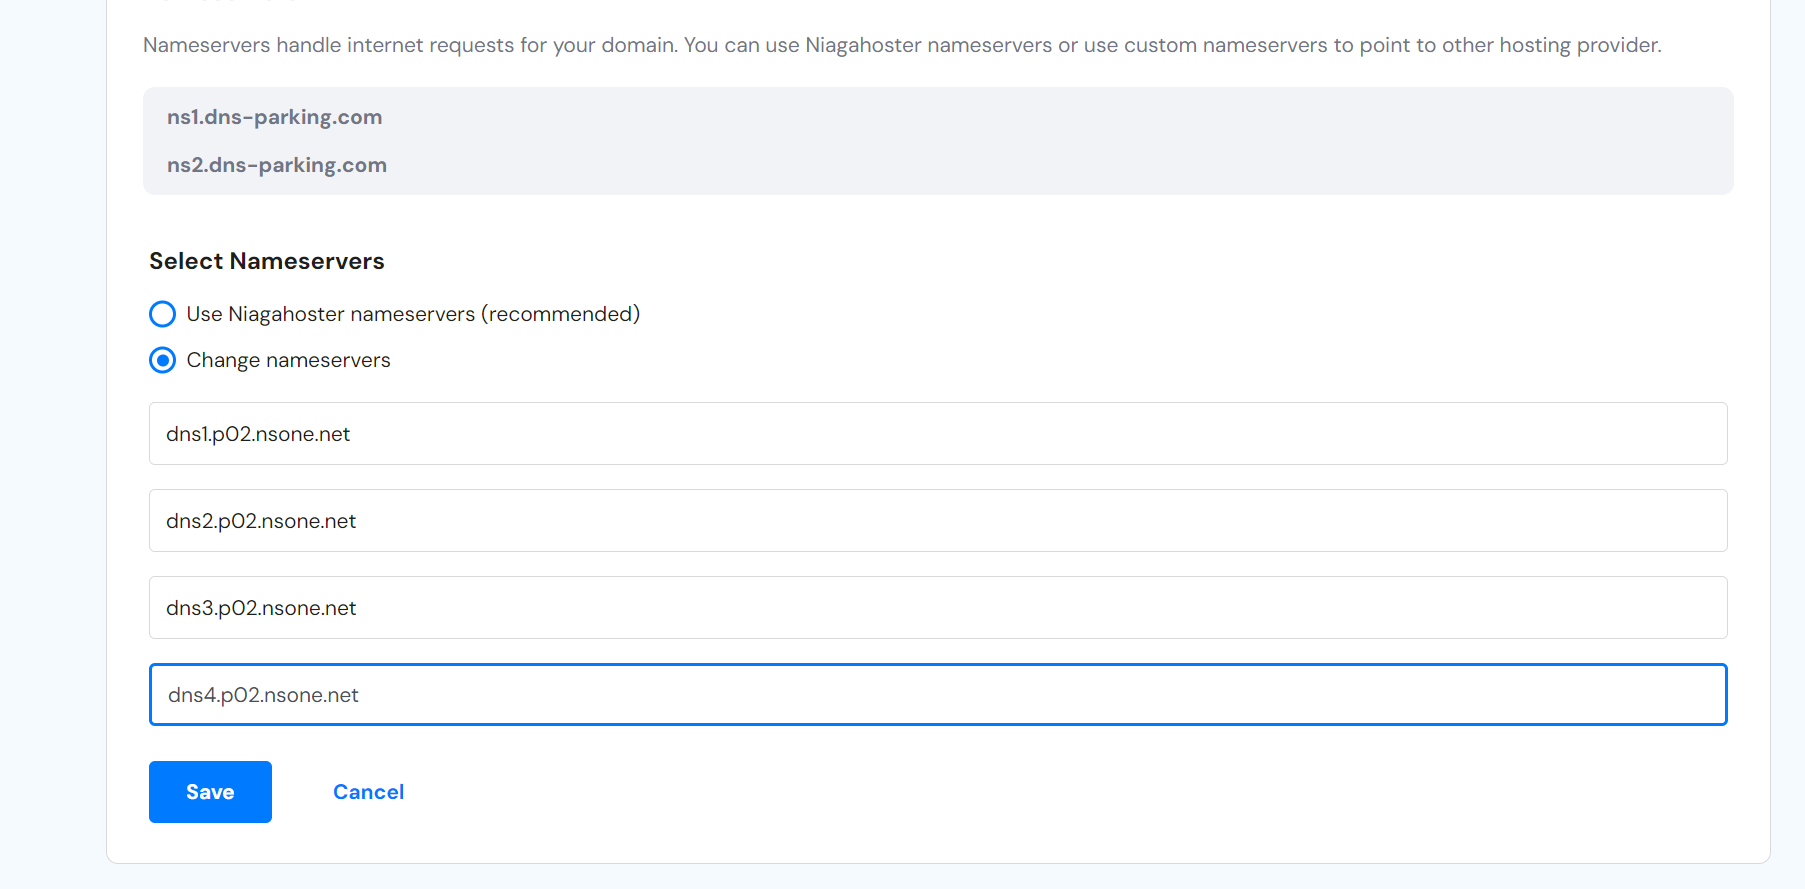 Nameservers handle internet requests for your domain. You can use Niagahoster nameservers or use custom nameservers to point to other hosting provider.
ns1.dns-parking.com
ns2.dns-parking.com
Select Nameservers
Use Niagahoster nameservers (recommended)
Change nameservers
dns1.p02.nsone.net
dns2.p02.nsone.net
dns3.p02.nsone.net
dns4.p02.nsone.net
Save
Cancel